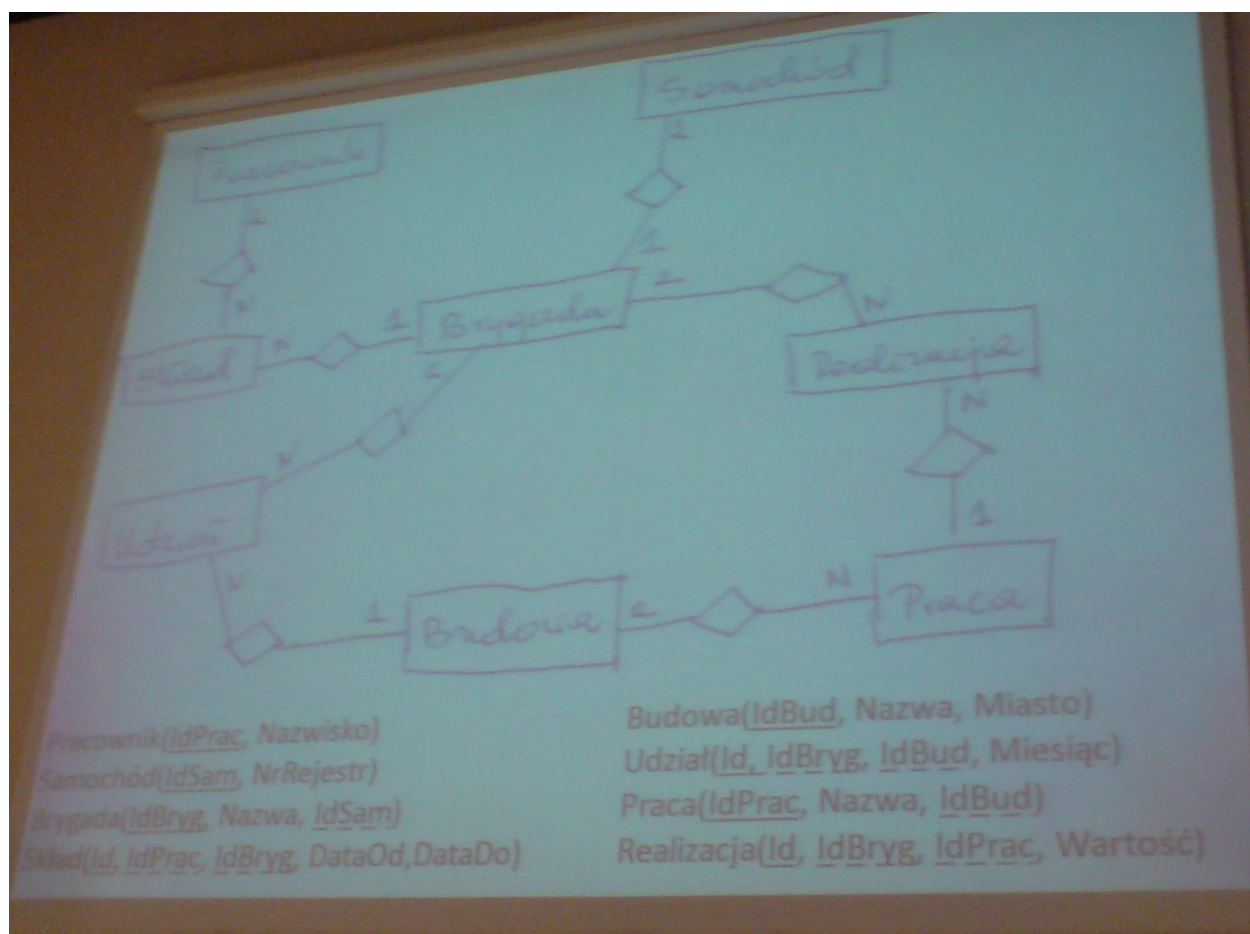 Samochód
1
Pracownik
1
1
1
N
N
1
Brygada
N
Skład
N
1
Realizacja
N
N
Udział
1
N
1
Budowa
1
N
Praca
Pracownik(IdPrac, Nazwisko)
Samochód(IdSam, NrRejestr)
Brygada(IdBryg, Nazwa, IdSam)
Skład(Id, IdPrac, IdBryg, DataOd,DataDo)
Budowa(IdBud, Nazwa, Miasto)
Udział(Id, IdBryg, IdBud, Miesiąc)
Praca(IdPrac, Nazwa, IdBud)
Realizacja(Id, IdBryg, IdPrac, Wartość)